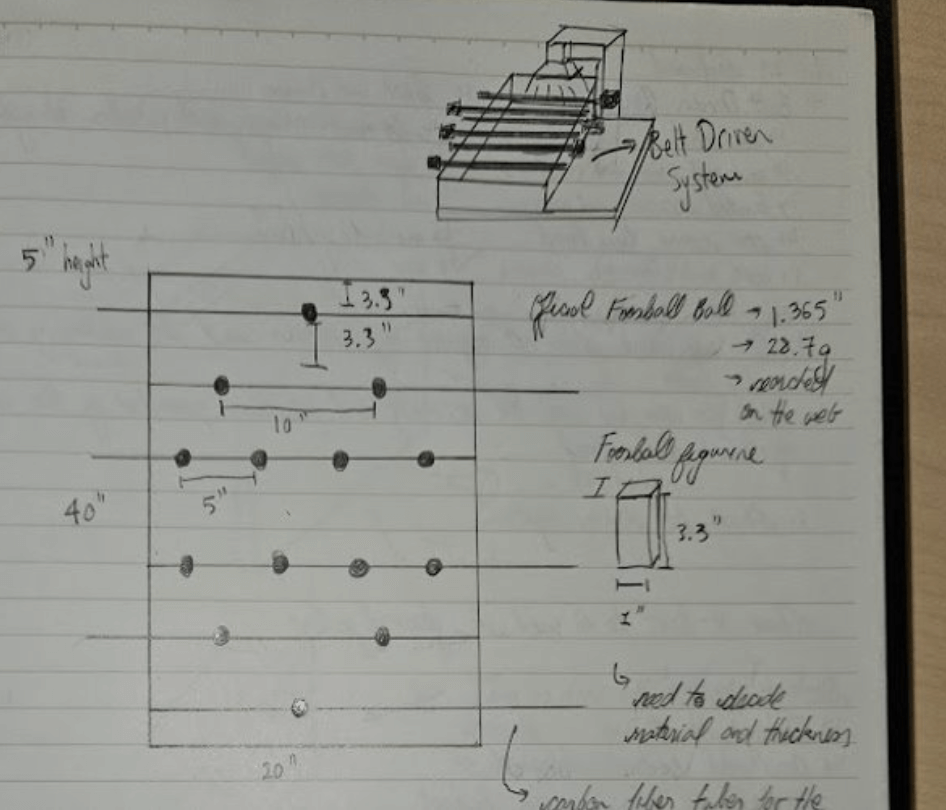 Belt Driven
System
5" height
3.3"
3.3"
Official Foosball Ball → 1.365"
→ 28.7g
→ recorded
on the web
10"
Foosball figurine
5"
40"
3.3"
1"
↳ need to decide
material and thickness
20"
↳ carbon fiber tubes for the